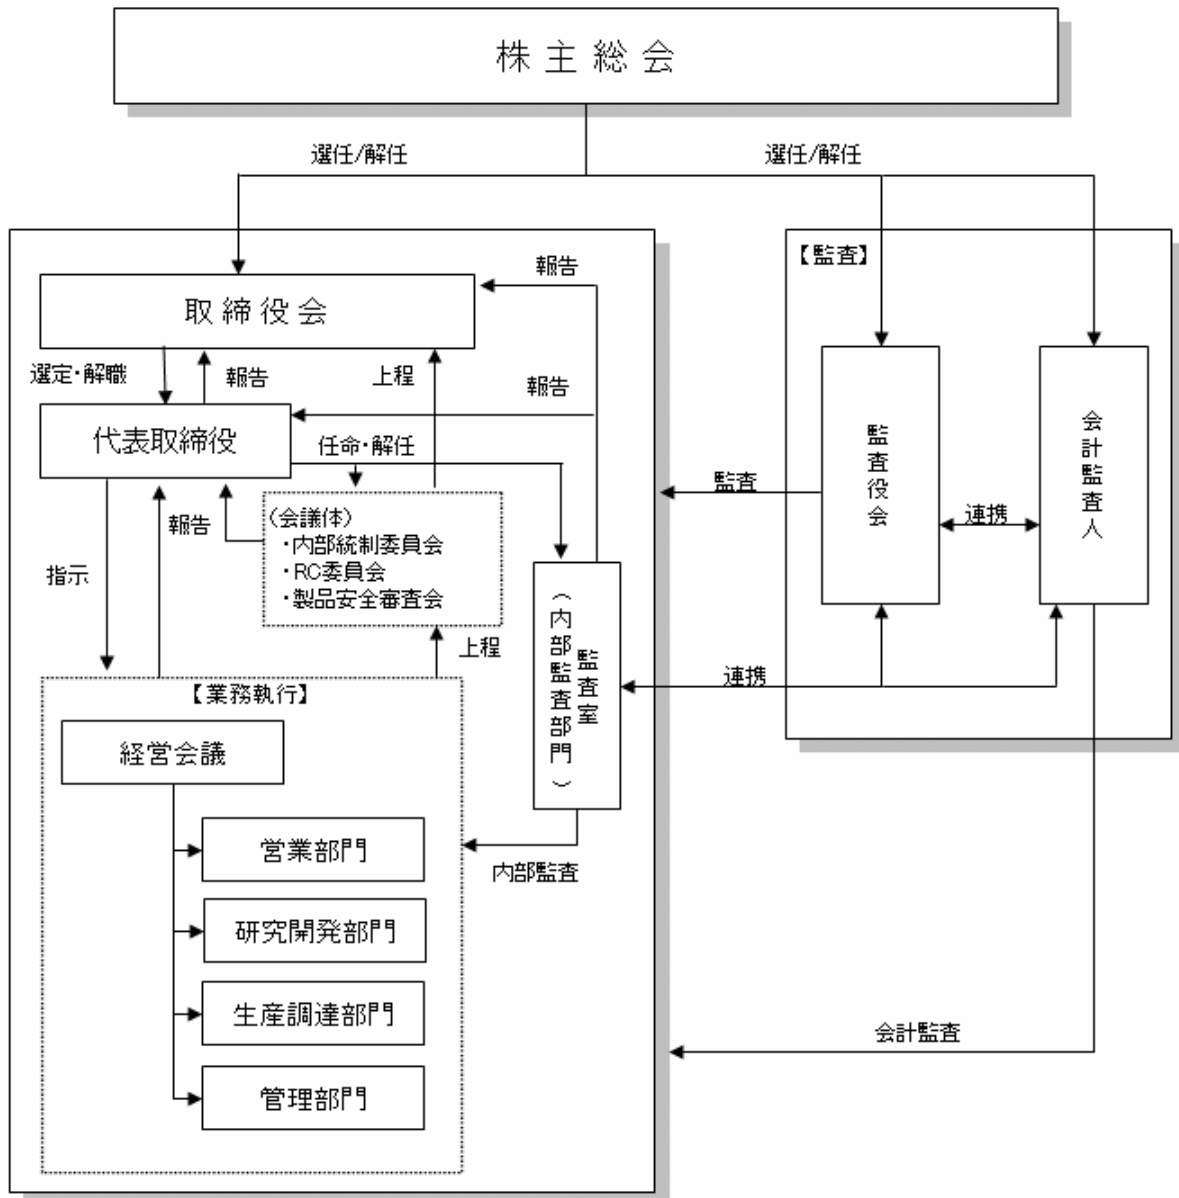 株主総会
選任/解任
選任/解任
【監査】
報告
取締役会
選定・解職
報告
上程
報告
代表取締役
任命・解任
監査役会
会計監査人
監査
連携
(会議体)
・内部統制委員会
・RC委員会
・製品安全審査会
報告
指示
上程
監査室
(内部監査部門)
連携
【業務執行】
経営会議
営業部門
内部監査
研究開発部門
生産調達部門
会計監査
管理部門